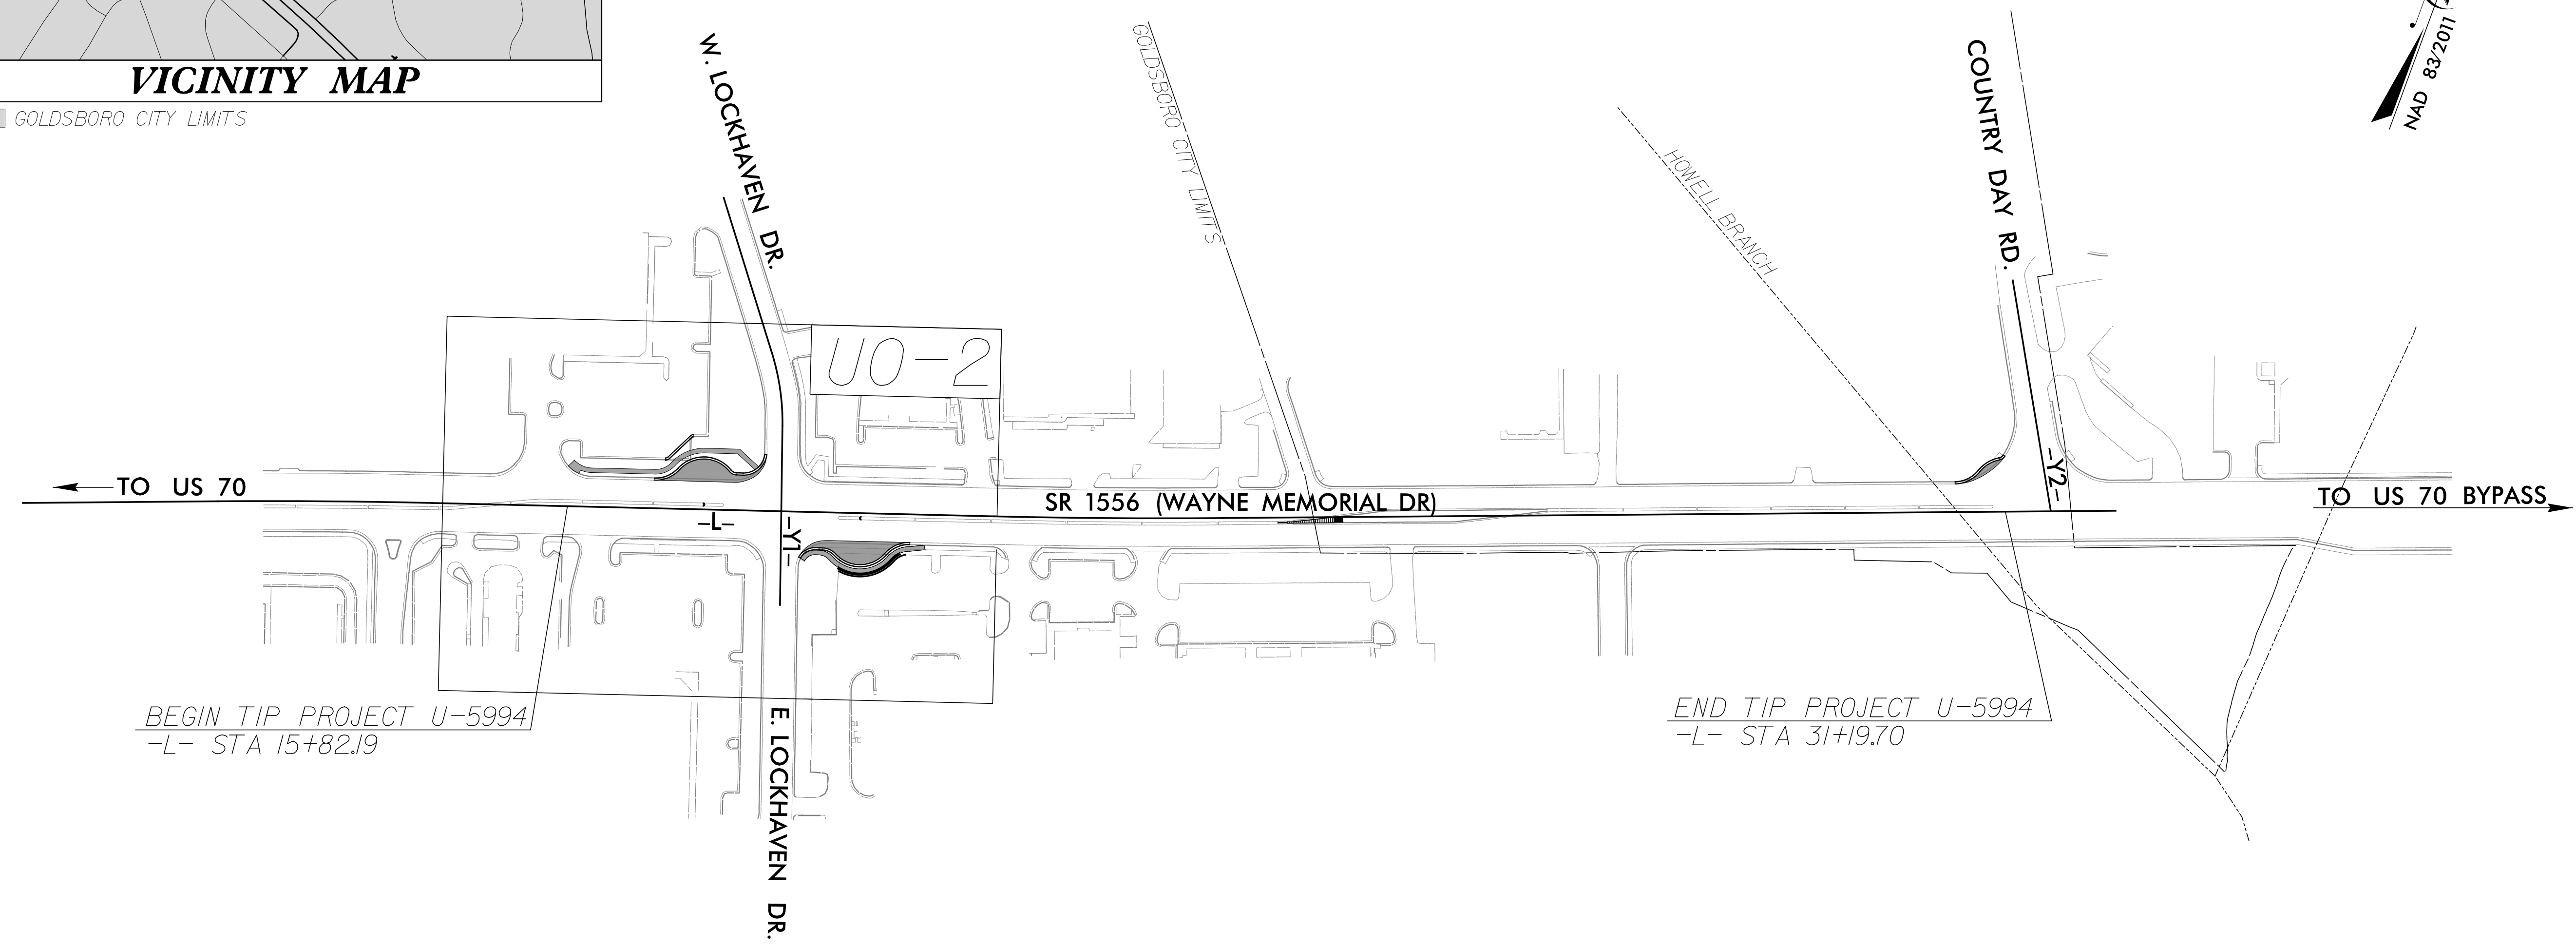 VICINITY MAP
GOLDSBORO CITY LIMITS
W. LOCKHAVEN DR.
GOLDSBORO CITY LIMITS
HOWELL BRANCH
COUNTRY DAY RD.
NAD 83/2011
UO-2
TO US 70
-L-
-Y1-
SR 1556 (WAYNE MEMORIAL DR)
-Y2-
TO US 70 BYPASS
BEGIN TIP PROJECT U-5994
-L- STA 15+82.19
E. LOCKHAVEN DR.
END TIP PROJECT U-5994
-L- STA 31+19.70